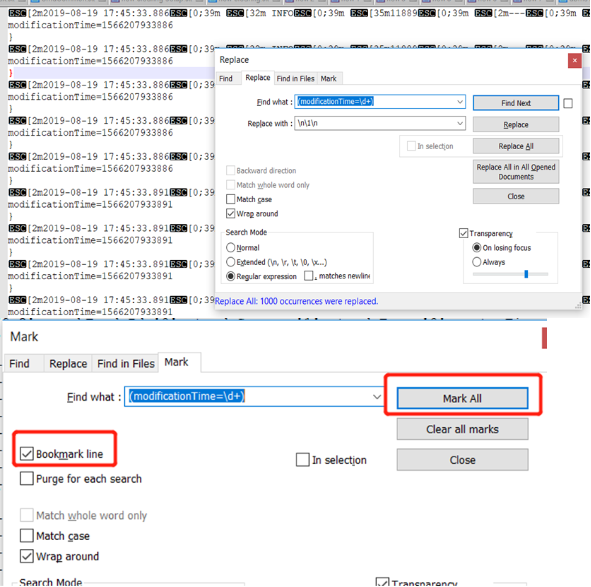 ESC[2m2019-08-19 17:45:33.886ESC[0;39m ESC[32m INFOESC[0;39m ESC[35m11889ESC[0;39m ESC[2m---ESC[0;39m
modificationTime=1566207933886
}
ESC[2m2019-08-19 17:45:33.886ESC[0;39m
modificationTime=1566207933886
}
}
ESC[2m2019-08-19 17:45:33.886ESC[0;39
modificationTime=1566207933886
}
ESC[2m2019-08-19 17:45:33.886ESC[0;39
modificationTime=1566207933886
}
ESC[2m2019-08-19 17:45:33.886ESC[0;39
modificationTime=1566207933886
}
ESC[2m2019-08-19 17:45:33.891ESC[0;39
modificationTime=1566207933891
}
ESC[2m2019-08-19 17:45:33.891ESC[0;39
modificationTime=1566207933891
}
ESC[2m2019-08-19 17:45:33.891ESC[0;39
modificationTime=1566207933891
}
ESC[2m2019-08-19 17:45:33.891ESC[0;39
modificationTime=1566207933891
Replace
Find Replace Find in Files Mark
Find what : (modificationTime=\d+) Find Next
Replace with : \n\1\n Replace
In selection Replace All
Replace All in All Opened
Documents
Close
Backward direction
Match whole word only
Match case
Wrap around
Search Mode
Normal
Extended (\n, \r, \t, \0, \x...)
Regular expression . matches newline
Transparency
On losing focus
Always
Replace All: 1000 occurrences were replaced.
Mark
Find Replace Find in Files Mark
Find what : (modificationTime=\d+) Mark All
Clear all marks
Bookmark line In selection Close
Purge for each search
Match whole word only
Match case
Wrap around
Search Mode Transparency